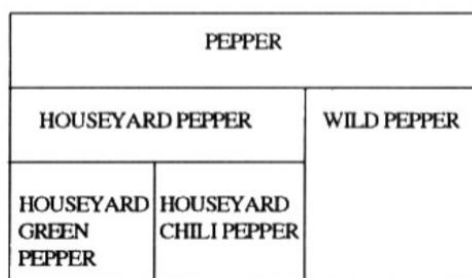 PEPPER
HOUSEYARD PEPPER
WILD PEPPER
HOUSEYARD
GREEN
PEPPER
HOUSEYARD
CHILI PEPPER